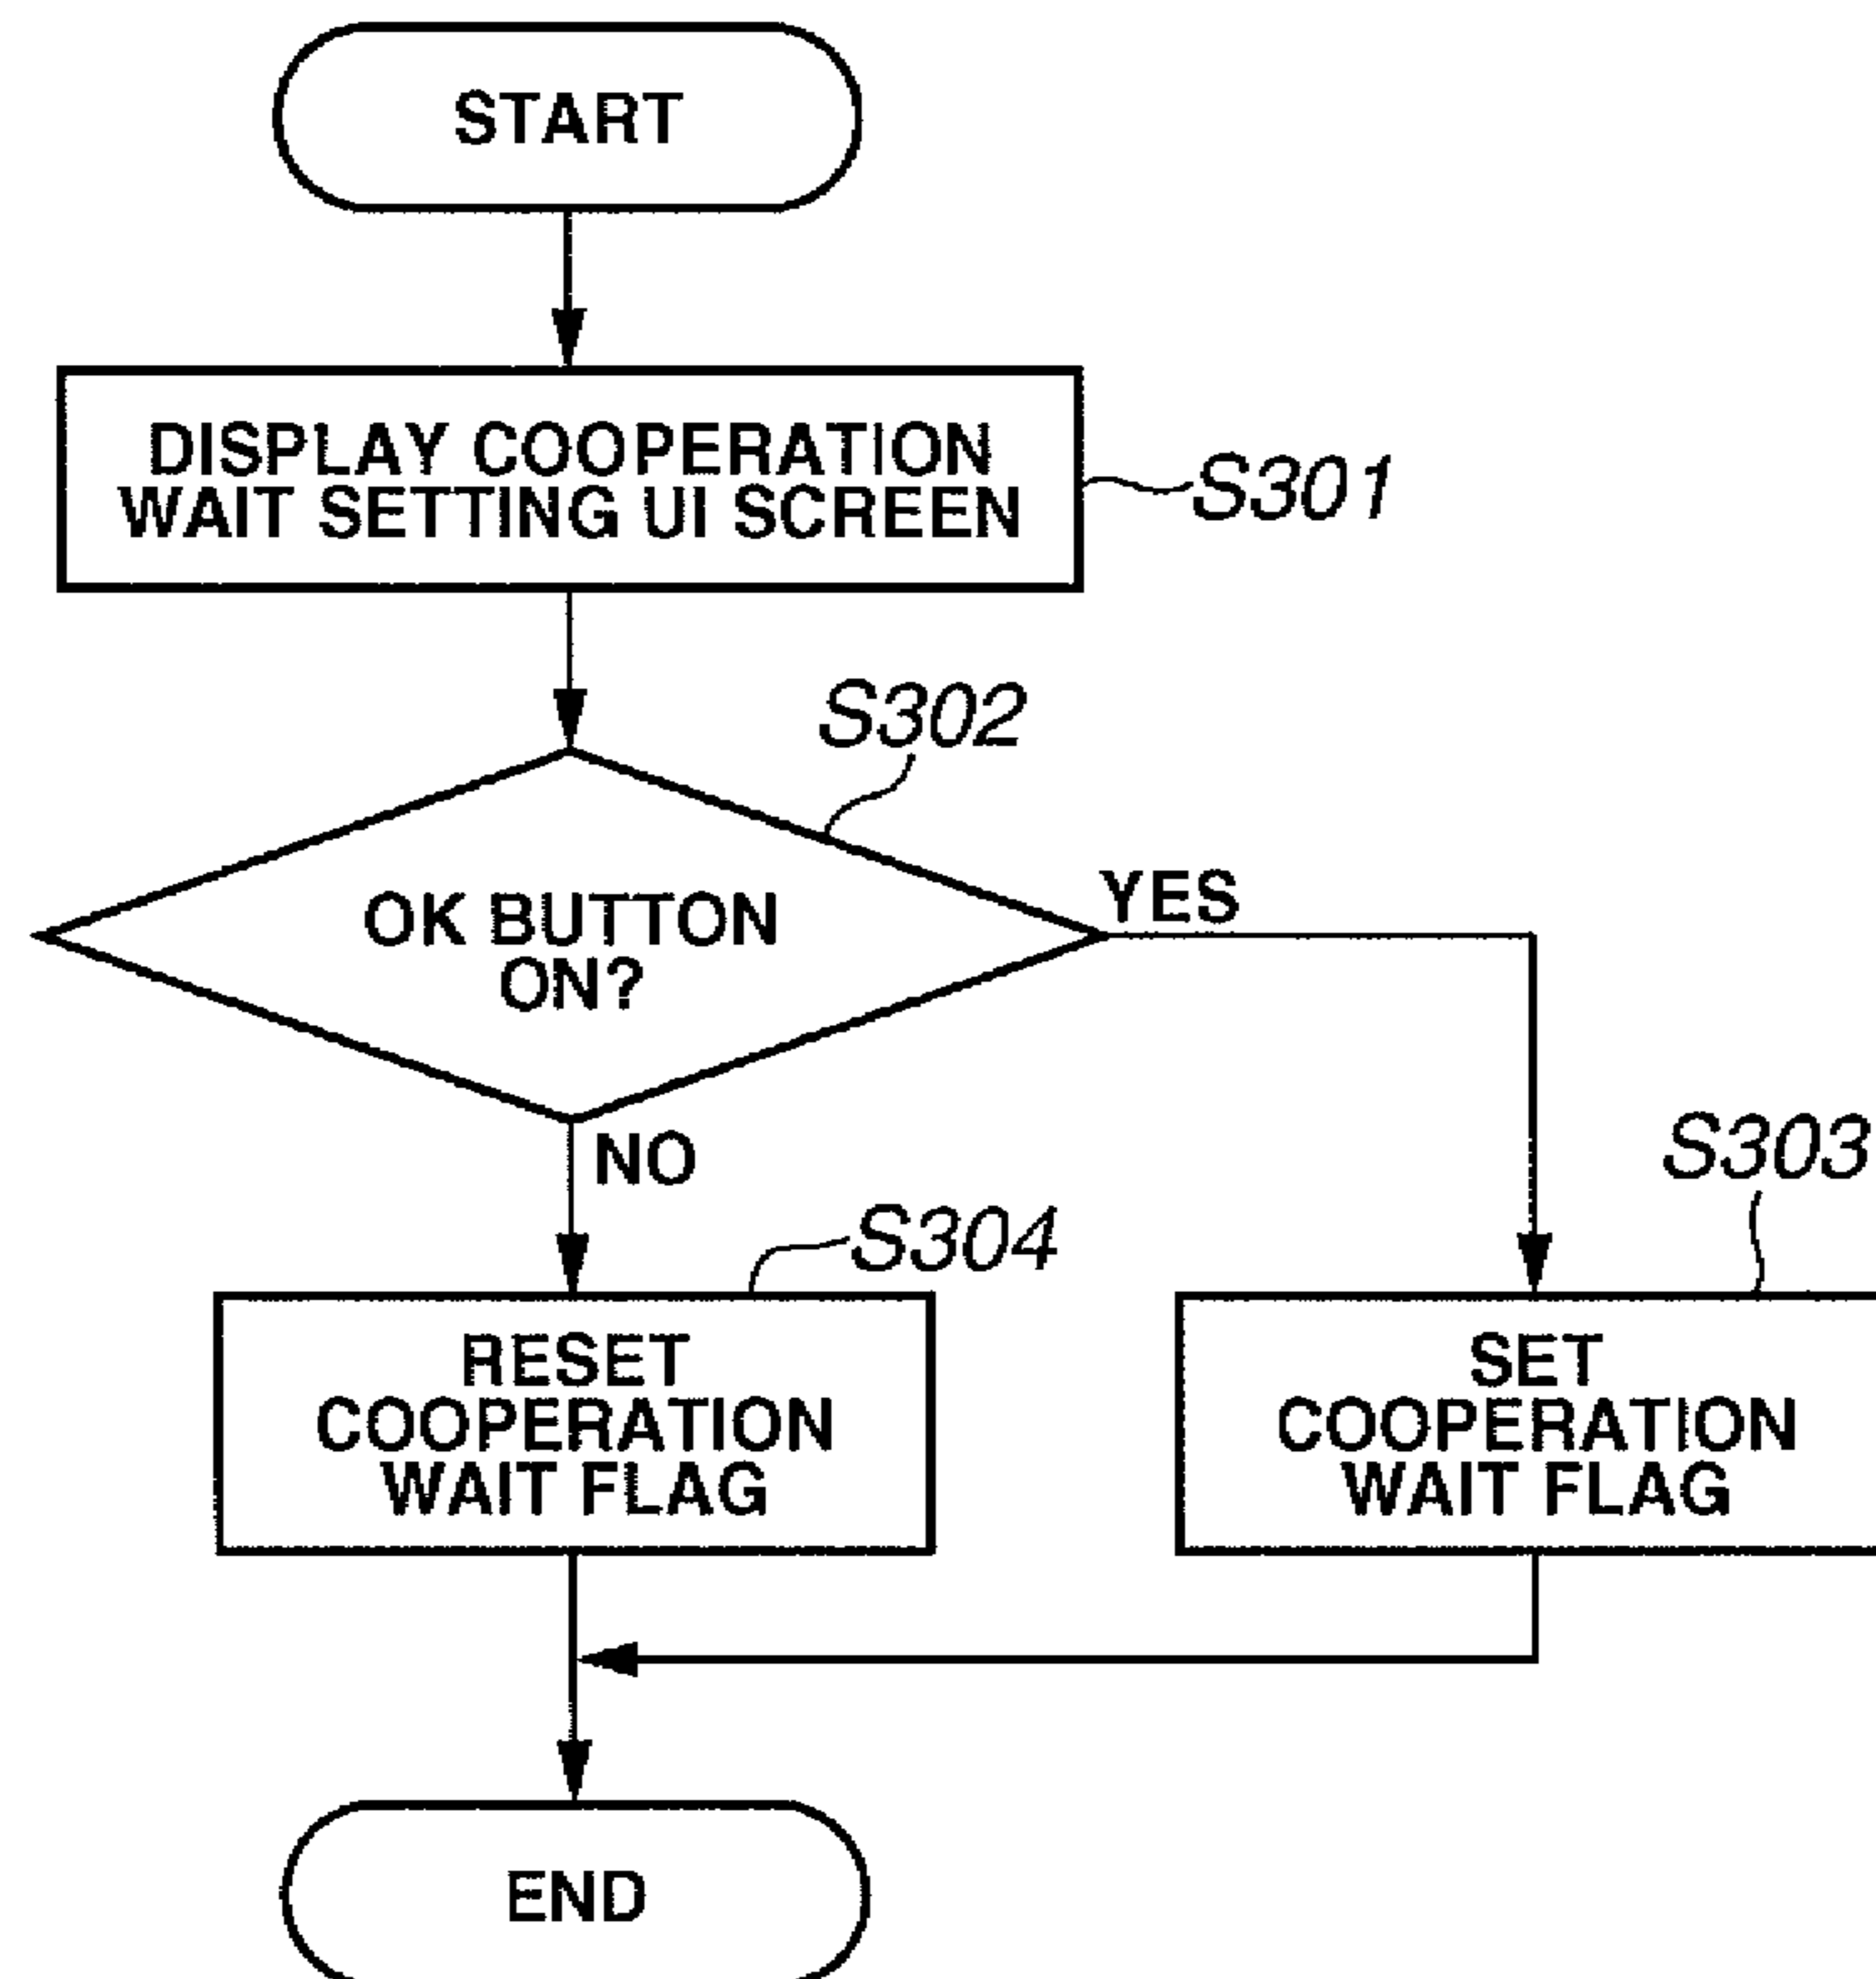 START
DISPLAY COOPERATION
WAIT SETTING UI SCREEN
S301
S302
OK BUTTON
ON?
YES
NO
S303
S304
RESET
COOPERATION
WAIT FLAG
SET
COOPERATION
WAIT FLAG
END